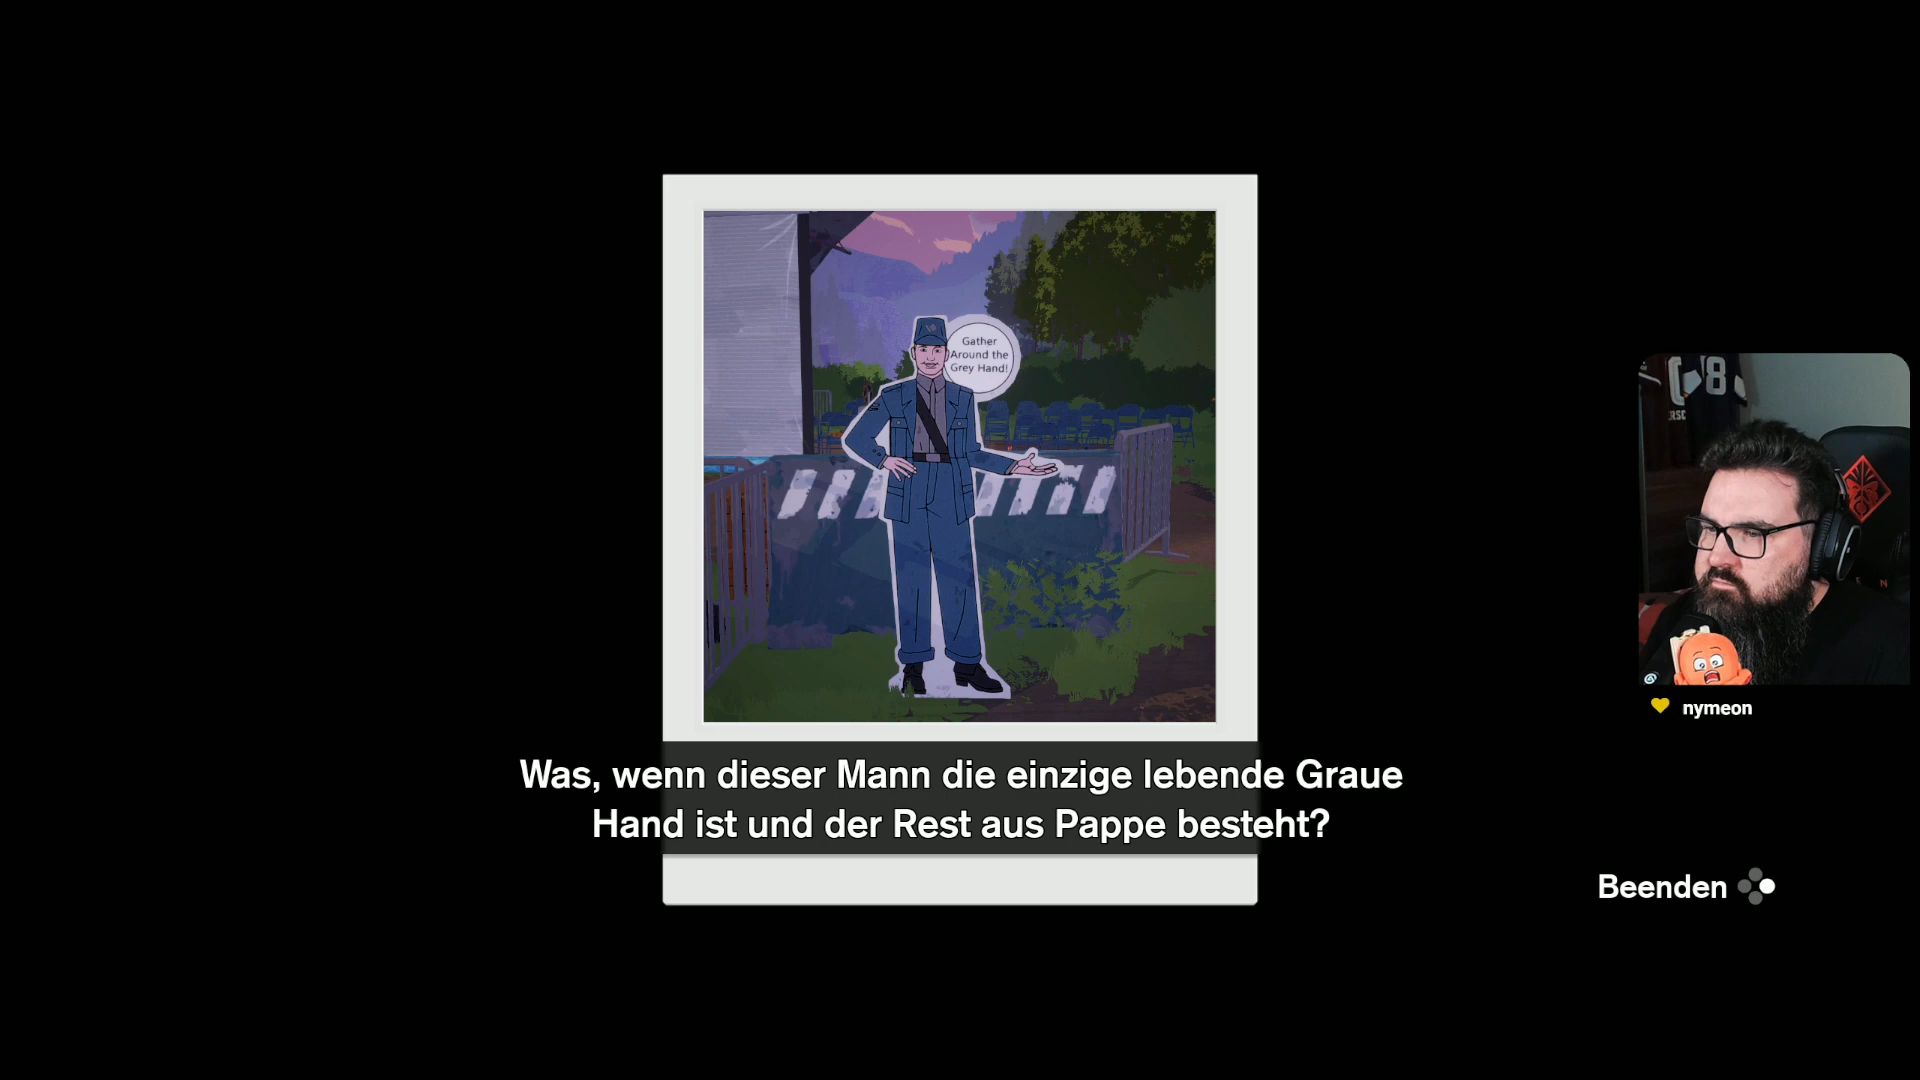 Gather
Around the
Grey Hand!
8
Was, wenn dieser Mann die einzige lebende Graue
Hand ist und der Rest aus Pappe besteht?
nymeon
Beenden